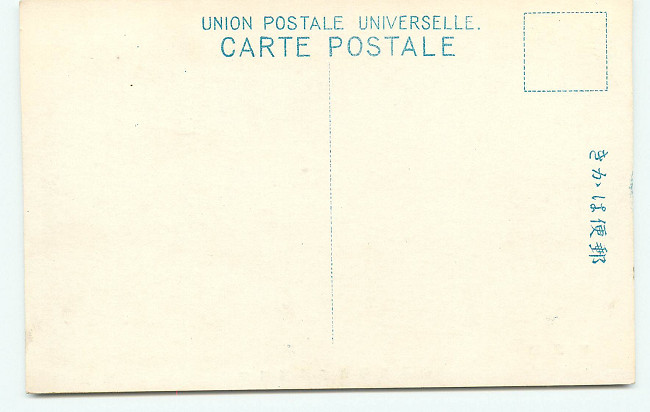 UNION POSTALE UNIVERSELLE.
CARTE POSTALE
郵便はかき